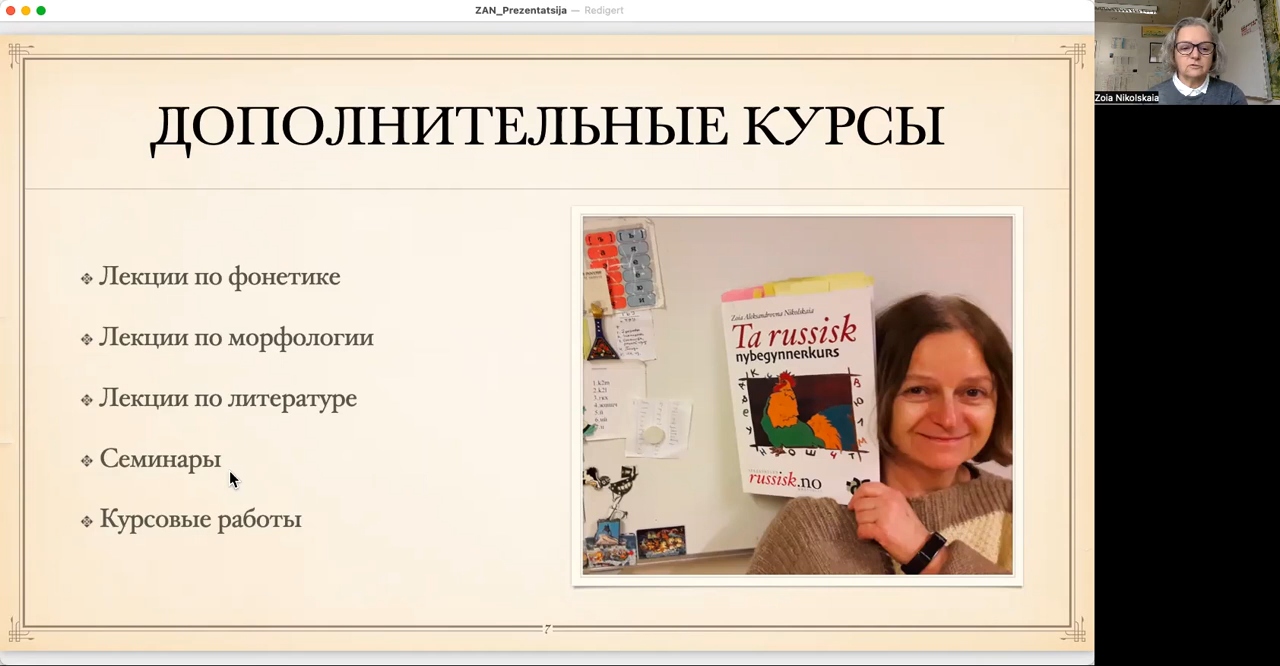 ZAN_Prezentatsija — Redigert
Zoia Nikolskaia
ДОПОЛНИТЕЛЬНЫЕ КУРСЫ
Лекции по фонетике
Лекции по морфологии
Лекции по литературе
Семинары
Курсовые работы
Zoia Aleksandrovna Nikolskaia
Ta russisk
nybegynnerkurs
russisk.no
7